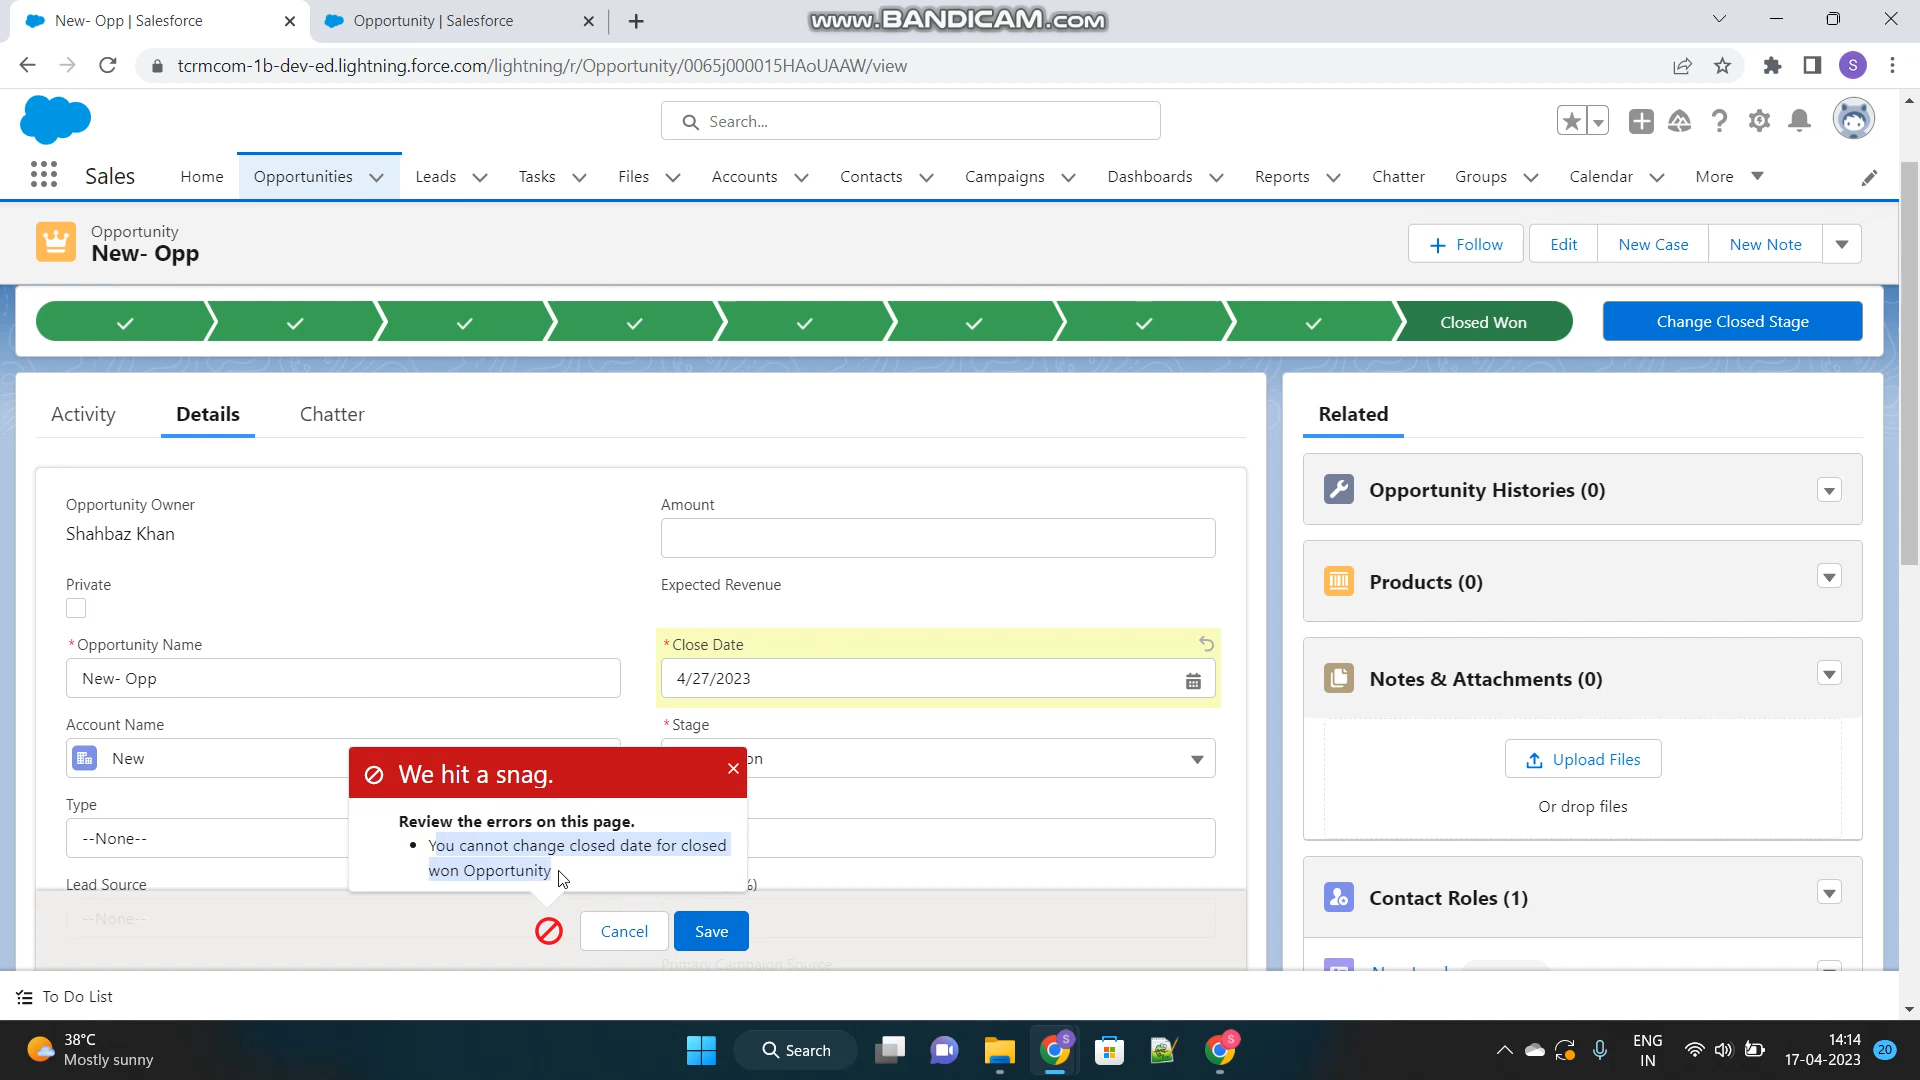 New- Opp | Salesforce
Opportunity | Salesforce
www.BANDICAM.com
tcrmcom-1b-dev-ed.lightning.force.com/lightning/r/Opportunity/0065j000015HAoUAAW/view
S
Search...
Sales
Home
Opportunities
Leads
Tasks
Files
Accounts
Contacts
Campaigns
Dashboards
Reports
Chatter
Groups
Calendar
More
Opportunity
New- Opp
Follow
Edit
New Case
New Note
Closed Won
Change Closed Stage
Activity
Details
Chatter
Related
Opportunity Owner
Shahbaz Khan
Amount
Private
Expected Revenue
*Opportunity Name
New- Opp
*Close Date
4/27/2023
Account Name
New
*Stage
on
Type
--None--
Lead Source
--None--
%)
We hit a snag.
Review the errors on this page.
• You cannot change closed date for closed
won Opportunity
Cancel
Save
Primary Campaign Source
Opportunity Histories (0)
Products (0)
Notes & Attachments (0)
Upload Files
Or drop files
Contact Roles (1)
To Do List
38°C
Mostly sunny
Search
S
S
ENG
IN
14:14
17-04-2023
20